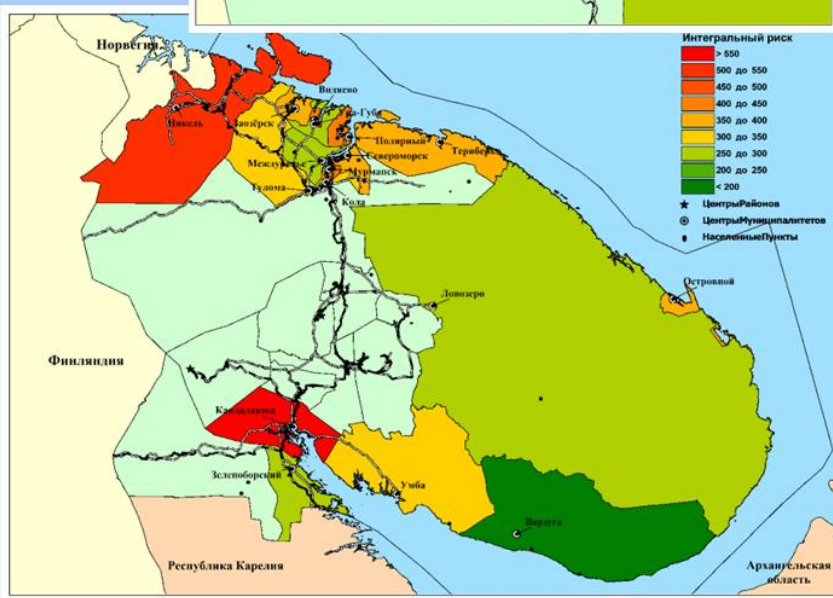 Норвегия
Интегральный риск
> 550
500 до 550
450 до 500
400 до 450
350 до 400
300 до 350
250 до 300
200 до 250
< 200
ЦентрыРайонов
ЦентрыМуниципалитетов
НаселенныеПункты
Видяево
Никель
Заозёрск
а-Губа
Полярный
Териберка
Североморск
Междуречье
Мурманск
Тулома
Кола
Островной
Ловозеро
Финляндия
Кандалакша
Зеленоборский
Умба
Варзуга
Республика Карелия
Архангельская
область